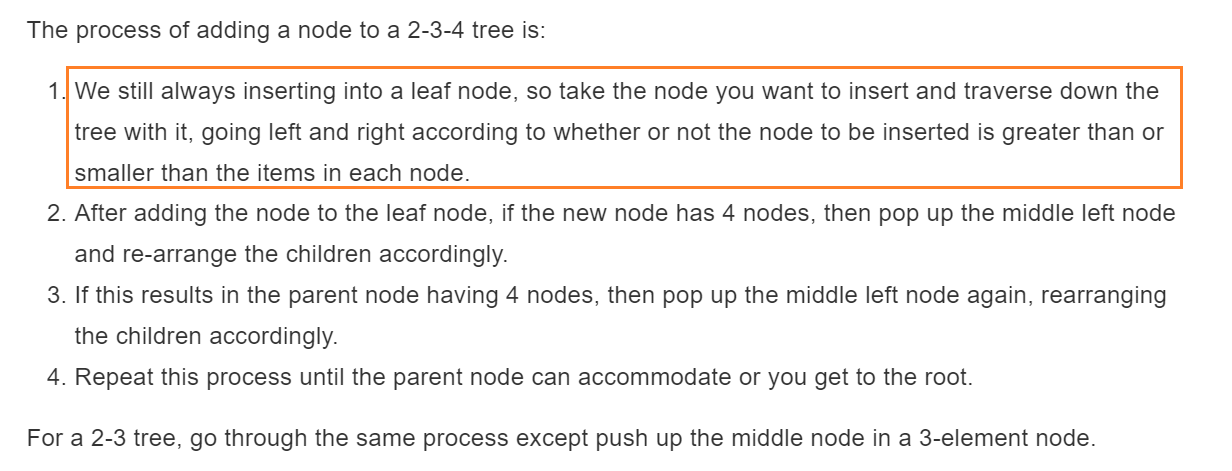 The process of adding a node to a 2-3-4 tree is:
1. We still always inserting into a leaf node, so take the node you want to insert and traverse down the
tree with it, going left and right according to whether or not the node to be inserted is greater than or
smaller than the items in each node.
2. After adding the node to the leaf node, if the new node has 4 nodes, then pop up the middle left node
and re-arrange the children accordingly.
3. If this results in the parent node having 4 nodes, then pop up the middle left node again, rearranging
the children accordingly.
4. Repeat this process until the parent node can accommodate or you get to the root.
For a 2-3 tree, go through the same process except push up the middle node in a 3-element node.